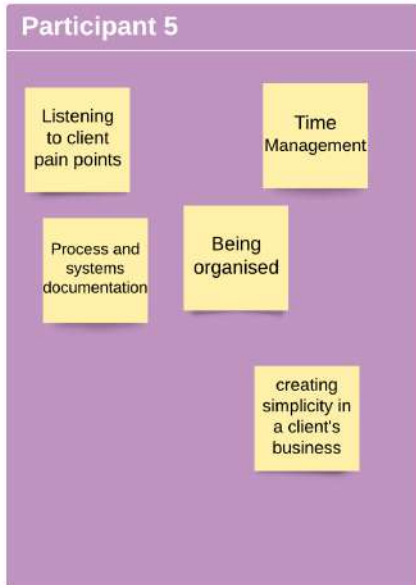 Participant 5
Listening
to client
pain points
Time
Management
Process and
systems
documentation
Being
organised
creating
simplicity in
a client's
business